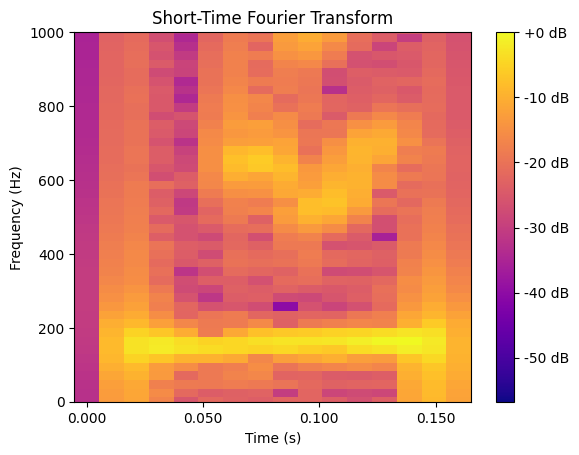 Short-Time Fourier Transform
1000
800
600
400
200
0
Frequency (Hz)
0.000
0.050
0.100
0.150
Time (s)
+0 dB
-10 dB
-20 dB
-30 dB
-40 dB
-50 dB